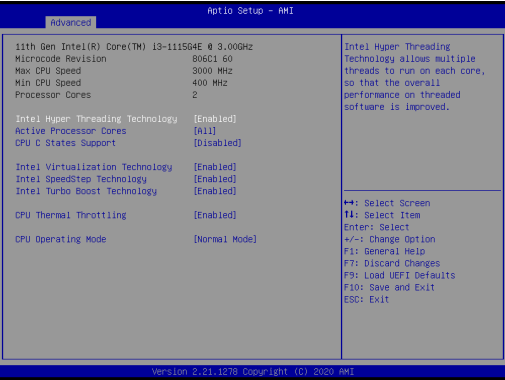 Aptio Setup - AMI
Advanced
11th Gen Intel(R) Core(TM) i3-1115G4E @ 3.00GHz
Microcode Revision 806C1 60
Max CPU Speed 3000 MHz
Min CPU Speed 400 MHz
Processor Cores 2
Intel Hyper Threading Technology [Enabled]
Active Processor Cores [All]
CPU C States Support [Disabled]
Intel Virtualization Technology [Enabled]
Intel SpeedStep Technology [Enabled]
Intel Turbo Boost Technology [Enabled]
CPU Thermal Throttling [Enabled]
CPU Operating Mode [Normal Mode]
Intel Hyper Threading
Technology allows multiple
threads to run on each core,
so that the overall
performance on threaded
software is improved.
↔: Select Screen
↑↓: Select Item
Enter: Select
+/-: Change Option
F1: General Help
F7: Discard Changes
F9: Load UEFI Defaults
F10: Save and Exit
ESC: Exit
Version 2.21.1278 Copyright (C) 2020 AMI